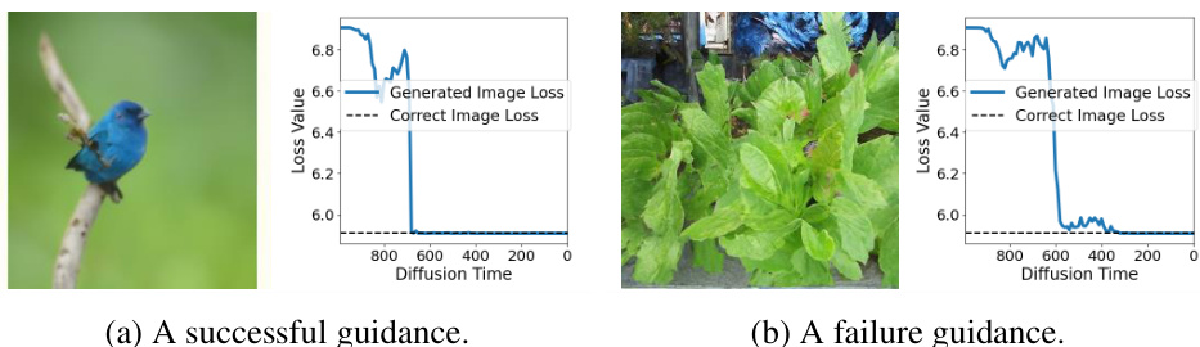 6.8
6.6
6.4
6.2
6.0
Loss Value
Generated Image Loss
Correct Image Loss
800 600 400 200 0
Diffusion Time
6.8
6.6
6.4
6.2
6.0
Loss Value
Generated Image Loss
Correct Image Loss
800 600 400 200 0
Diffusion Time
(a) A successful guidance.
(b) A failure guidance.